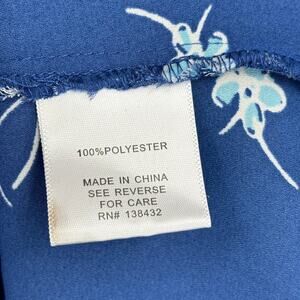 100%POLYESTER
MADE IN CHINA
SEE REVERSE
FOR CARE
RN# 138432